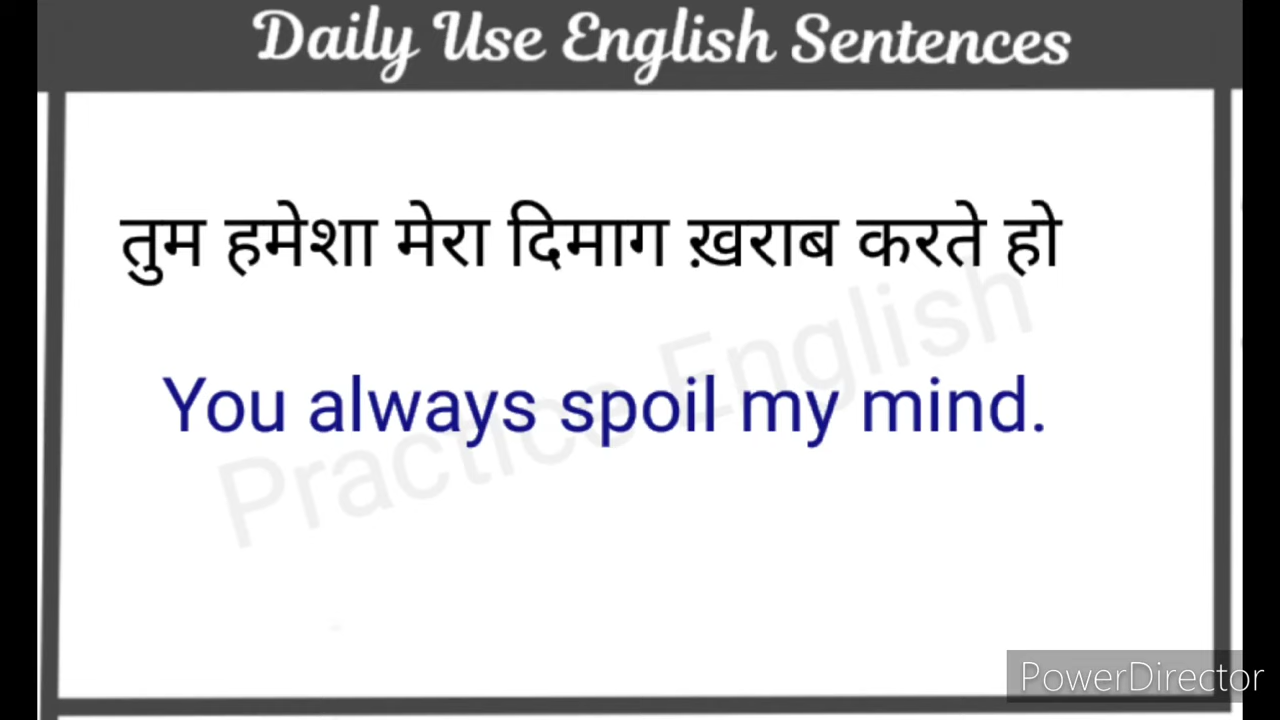 Daily Use English Sentences
तुम हमेशा मेरा दिमाग ख़राब करते हो
You always spoil my mind.
Practice English
PowerDirector